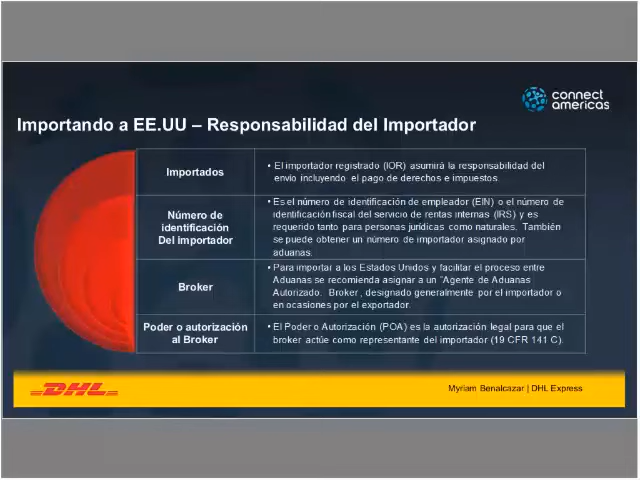 connect
americas
Importando a EE.UU – Responsabilidad del Importador
Importados
• El importador registrado (IOR) asumirá la responsabilidad del
envío incluyendo el pago de derechos e impuestos.
Número de
identificación
Del importador
• Es el número de identificación de empleador (EIN) o el número de
identificación fiscal del servicio de rentas internas (IRS) y es
requerido tanto para personas jurídicas como naturales. También
se puede obtener un número de importador asignado por
aduanas.
Broker
• Para importar a los Estados Unidos y facilitar el proceso entre
Aduanas se recomienda asignar a un "Agente de Aduanas
Autorizado. Broker , designado generalmente por el importador o
en ocasiones por el exportador.
Poder o autorización
al Broker
• El Poder o Autorización (POA) es la autorización legal para que el
broker actúe como representante del importador (19 CFR 141 C).
DHL
Myriam Benalcazar | DHL Express